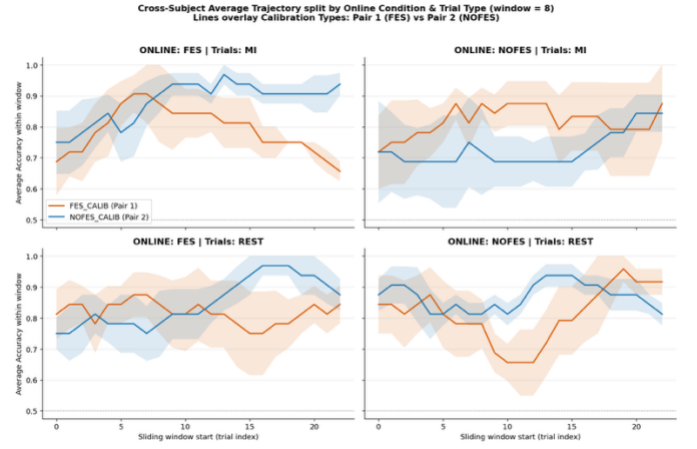 Cross-Subject Average Trajectory split by Online Condition & Trial Type (window = 8)
Lines overlay Calibration Types: Pair 1 (FES) vs Pair 2 (NOFES)
ONLINE: FES | Trials: MI
ONLINE: NOFES | Trials: MI
Average Accuracy within window
1.0
0.9
0.8
0.7
0.6
0.5
FES_CALIB (Pair 1)
NOFES_CALIB (Pair 2)
ONLINE: FES | Trials: REST
ONLINE: NOFES | Trials: REST
Average Accuracy within window
1.0
0.9
0.8
0.7
0.6
0.5
0 5 10 15 20
0 5 10 15 20
Sliding window start (trial index)
Sliding window start (trial index)